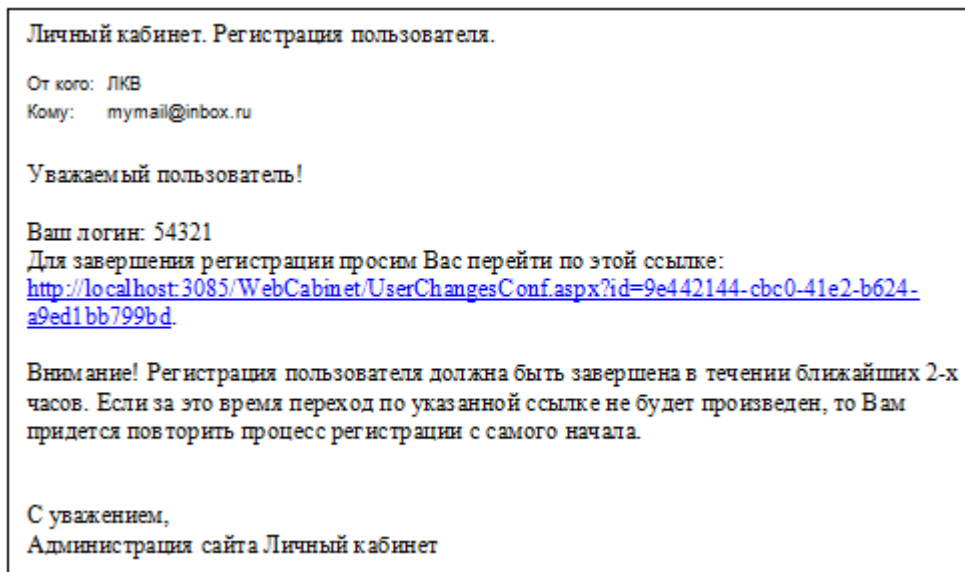 Личный кабинет. Регистрация пользователя.
От кого: ЛКВ
Кому: mymail@inbox.ru
Уважаемый пользователь!
Ваш логин: 54321
Для завершения регистрации просим Вас перейти по этой ссылке:
http://localhost:3085/WebCabinet/UserChangesConf.aspx?id=9e442144-cbc0-41e2-b624-
a9ed1bb799bd.
Внимание! Регистрация пользователя должна быть завершена в течении ближайших 2-х
часов. Если за это время переход по указанной ссылке не будет произведен, то Вам
придется повторить процесс регистрации с самого начала.
С уважением,
Администрация сайта Личный кабинет